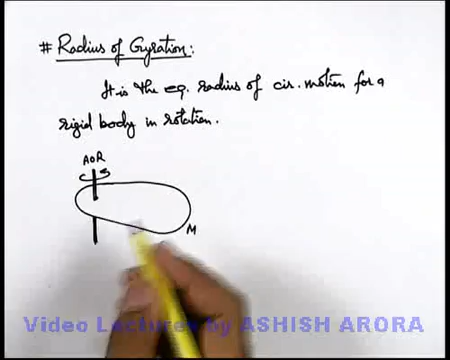 # Radius of Gyration:
It is the eq. radius of cir. motion for a
rigid body in rotation.
AOR
M
Video Lectures by ASHISH ARORA